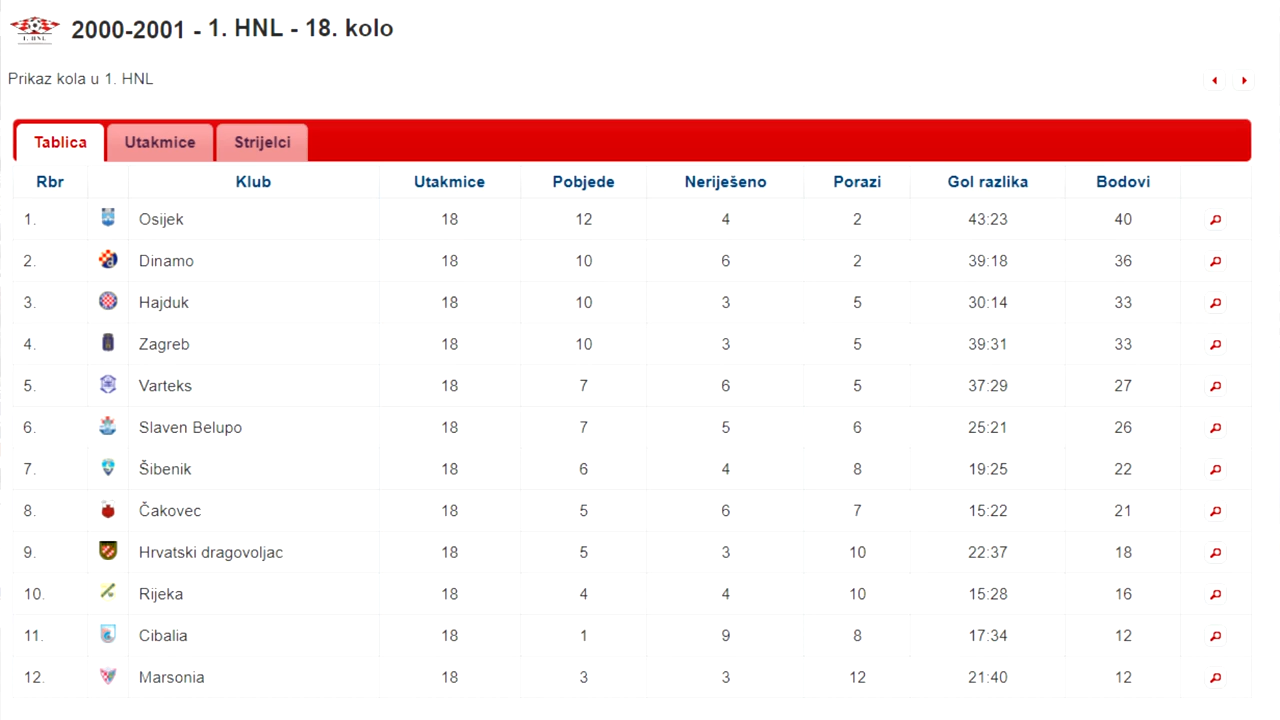 2000-2001 - 1. HNL - 18. kolo
Prikaz kola u 1. HNL
Tablica Utakmice Strijelci
Rbr Klub Utakmice Pobjede Neriješeno Porazi Gol razlika Bodovi
1. Osijek 18 12 4 2 43:23 40
2. Dinamo 18 10 6 2 39:18 36
3. Hajduk 18 10 3 5 30:14 33
4. Zagreb 18 10 3 5 39:31 33
5. Varteks 18 7 6 5 37:29 27
6. Slaven Belupo 18 7 5 6 25:21 26
7. Šibenik 18 6 4 8 19:25 22
8. Čakovec 18 5 6 7 15:22 21
9. Hrvatski dragovoljac 18 5 3 10 22:37 18
10. Rijeka 18 4 4 10 15:28 16
11. Cibalia 18 1 9 8 17:34 12
12. Marsonia 18 3 3 12 21:40 12